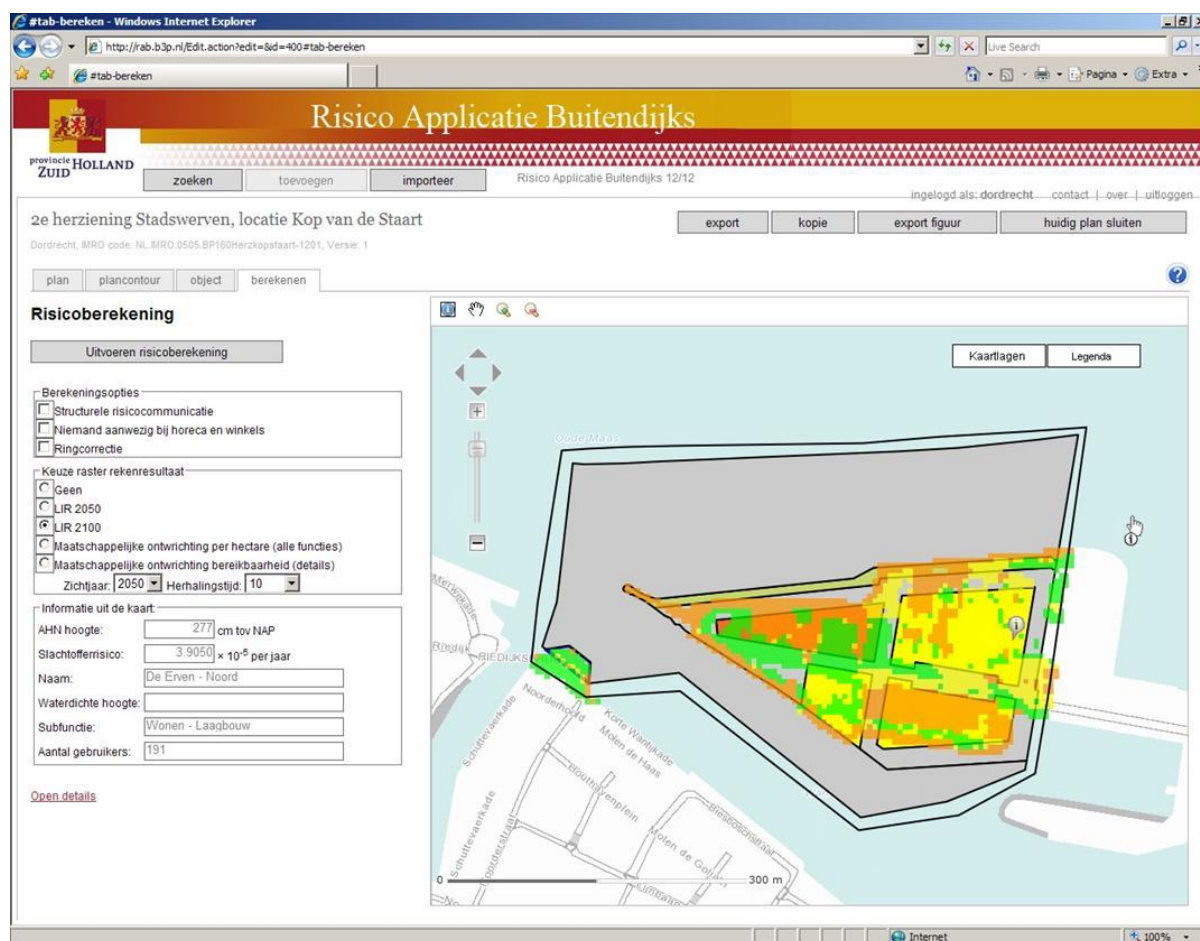 #tab-bereken - Windows Internet Explorer
http://rab.b3p.nl/Edit.action?edit=&id=400#tab-bereken
Live Search
#tab-bereken
Pagina
Extra
Risico Applicatie Buitendijks
provincie HOLLAND
ZUID
zoeken
toevoegen
importeer
Risico Applicatie Buitendijks 12/12
ingelogd als: dordrecht
contact | over | uitloggen
2e herziening Stadswerven, locatie Kop van de Staart
export
kopie
export figuur
huidig plan sluiten
Dordrecht, IMRO code: NL.IMRO.0505.BP160Herzkopstaart-1201, Versie: 1
plan
plancontour
object
berekenen
Risicoberekening
Uitvoeren risicoberekening
Berekeningsopties
Structurele risicocommunicatie
Niemand aanwezig bij horeca en winkels
Ringcorrectie
Keuze raster rekenresultaat
Geen
LIR 2050
LIR 2100
Maatschappelijke ontwrichting per hectare (alle functies)
Maatschappelijke ontwrichting bereikbaarheid (details)
Zichtjaar: 2050 Herhalingstijd: 10
Informatie uit de kaart:
AHN hoogte: 277 cm tov NAP
Slachtofferrisico: 3.9050 × 10-5 per jaar
Naam: De Erven - Noord
Waterdichte hoogte:
Subfunctie: Wonen - Laagbouw
Aantal gebruikers: 191
Open details
Kaartlagen
Legenda
Oude Maas
Merwekade
Riedijk
RIEDIJKS
Noorderhoofd
Korte Wantijkade
Molen de Haas
Schuttevaerkade
Houttuinenplein
Biesboschstraat
Schuttevaerkade
Molen de
0
300 m
Internet
100%